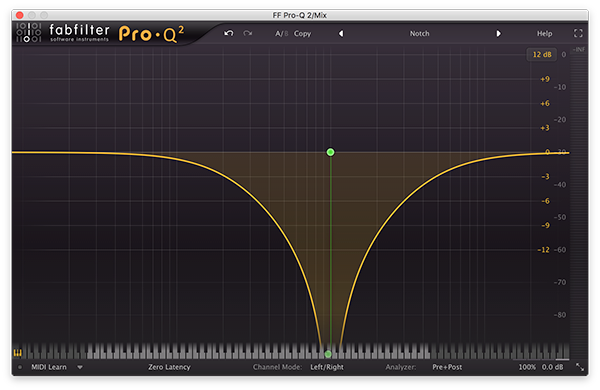 FF Pro-Q 2/Mix
fabfilter
software instruments
Pro·Q²
A/B Copy
Notch
Help
12 dB
+9
+6
+3
0
-3
-6
-9
-12
-INF
0
-10
-20
-30
-40
-50
-60
-70
-80
MIDI Learn
Zero Latency
Channel Mode: Left/Right
Analyzer: Pre+Post
100%
0.0 dB